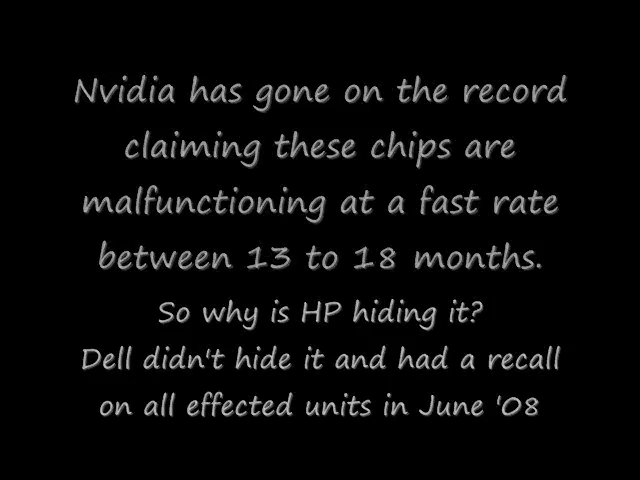 Nvidia has gone on the record
claiming these chips are
malfunctioning at a fast rate
between 13 to 18 months.
So why is HP hiding it?
Dell didn't hide it and had a recall
on all effected units in June '08